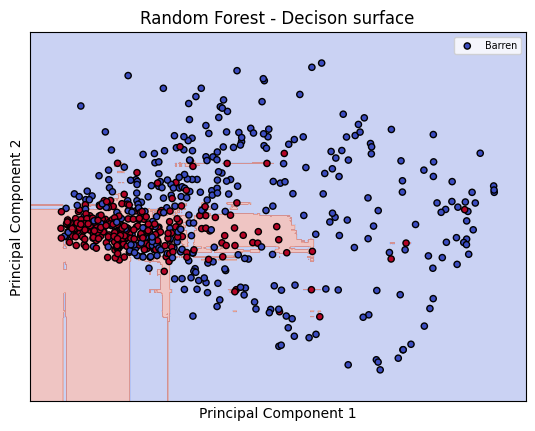 Random Forest - Decison surface
Barren
Principal Component 2
Principal Component 1